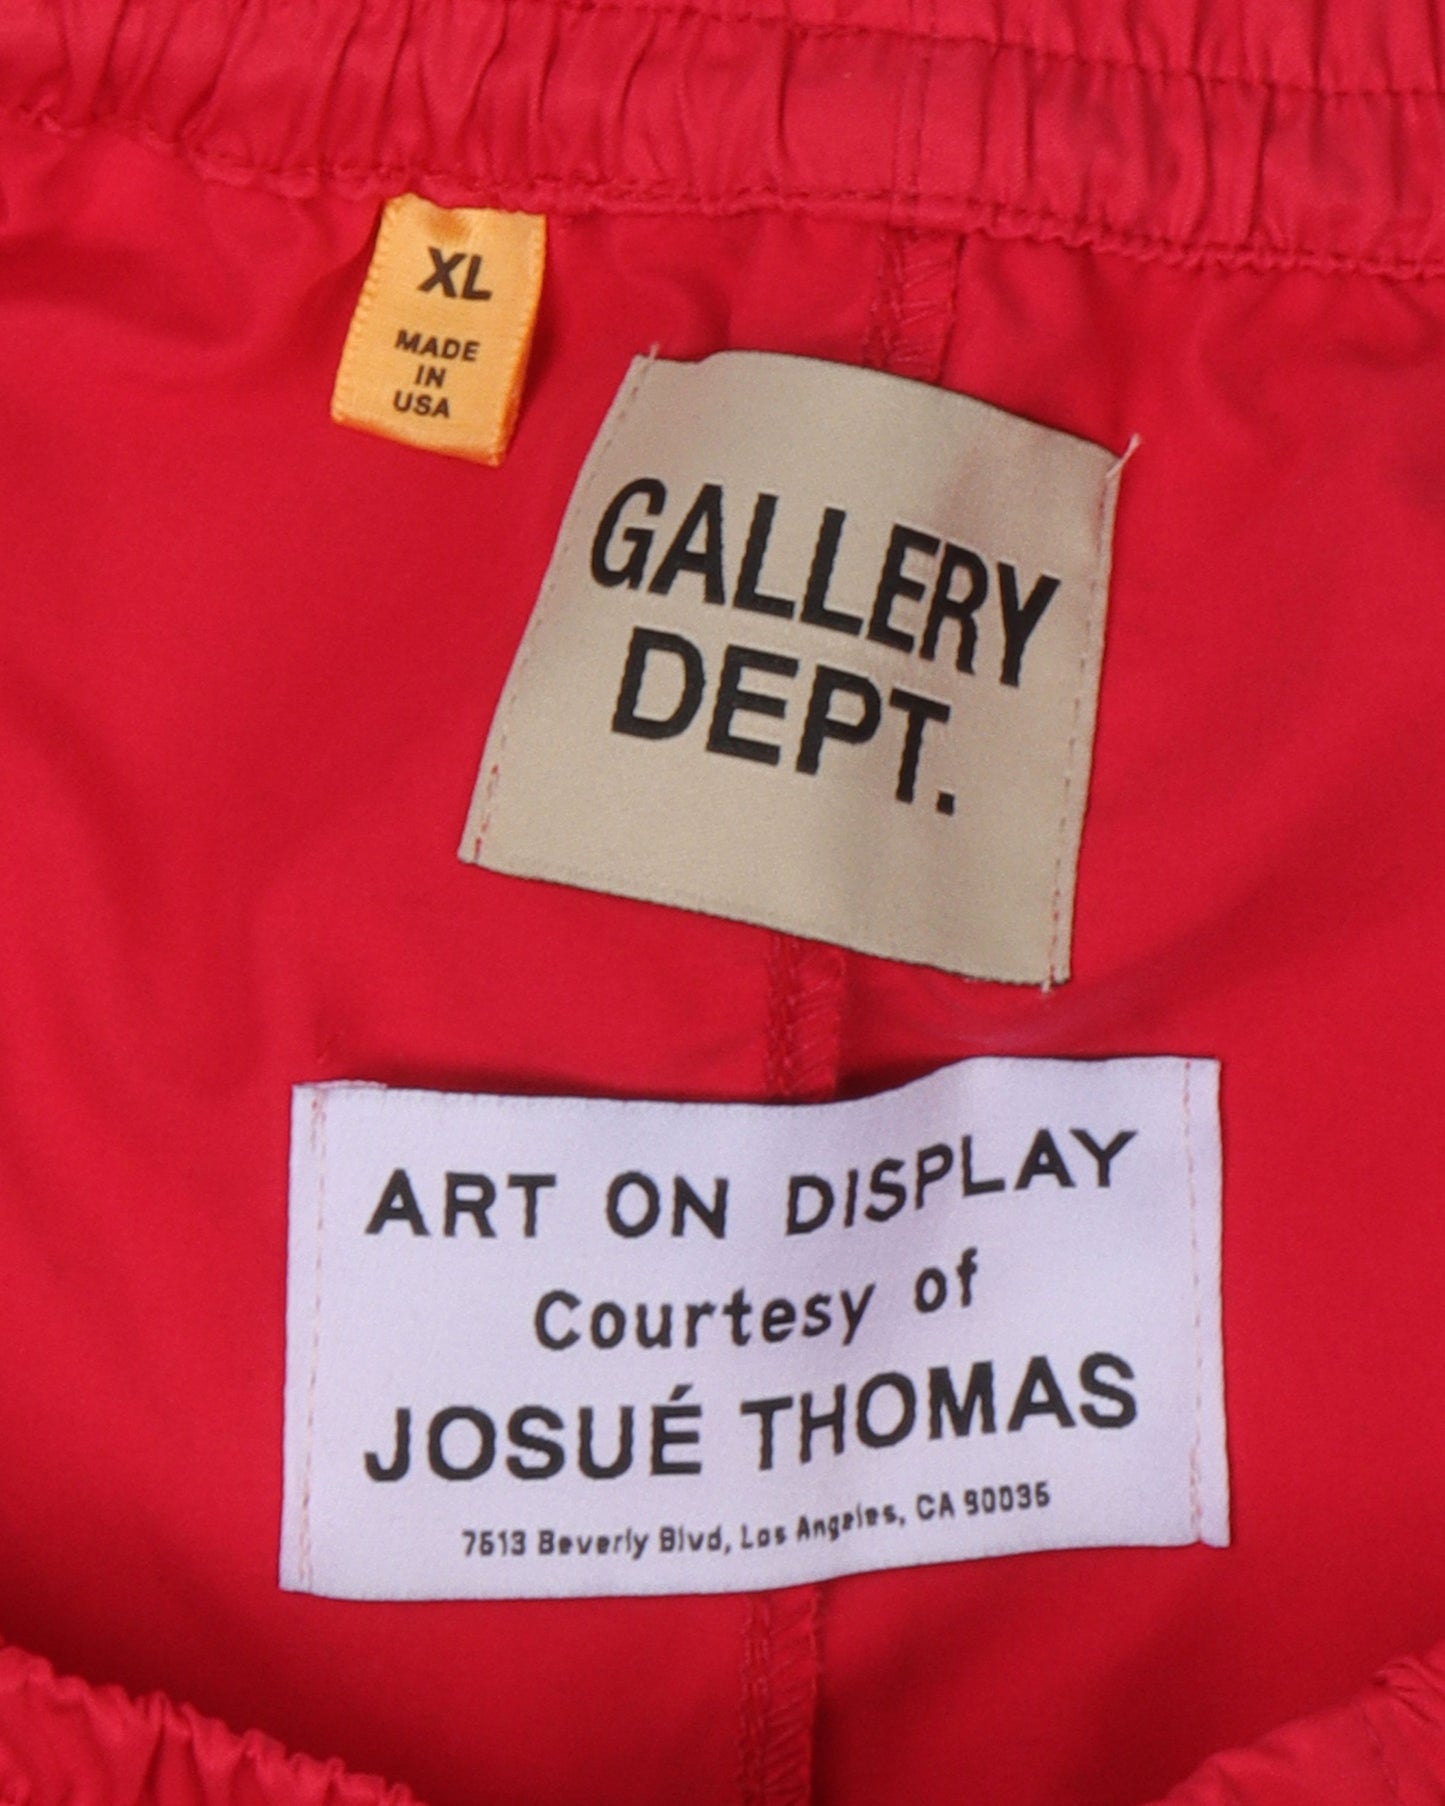 XL
MADE
IN
USA
GALLERY
DEPT.
ART ON DISPLAY
Courtesy of
JOSUÉ THOMAS
7613 Beverly Blvd, Los Angeles, CA 90036